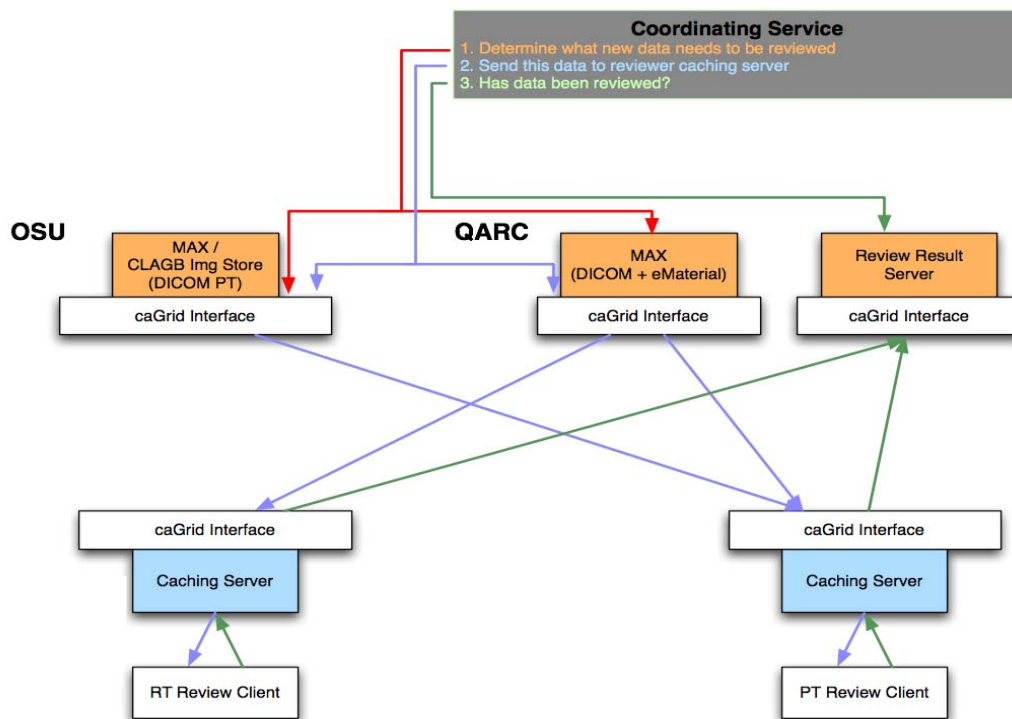 Coordinating Service
1. Determine what new data needs to be reviewed
2. Send this data to reviewer caching server
3. Has data been reviewed?
OSU
QARC
MAX /
CLAGB Img Store
(DICOM PT)
MAX
(DICOM + eMaterial)
Review Result
Server
caGrid Interface
caGrid Interface
caGrid Interface
caGrid Interface
caGrid Interface
Caching Server
Caching Server
RT Review Client
PT Review Client